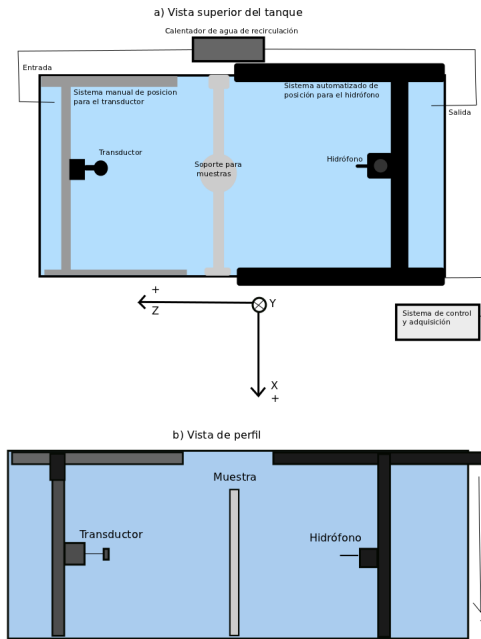 a) Vista superior del tanque
Calentador de agua de recirculación
Entrada
Sistema manual de posicion
para el transductor
Sistema automatizado de
posición para el hidrófono
Salida
Transductor
Soporte para
muestras
Hidrófono
+
Z
Y
X
+
Sistema de control
y adquisición
b) Vista de perfil
Muestra
Transductor
Hidrófono